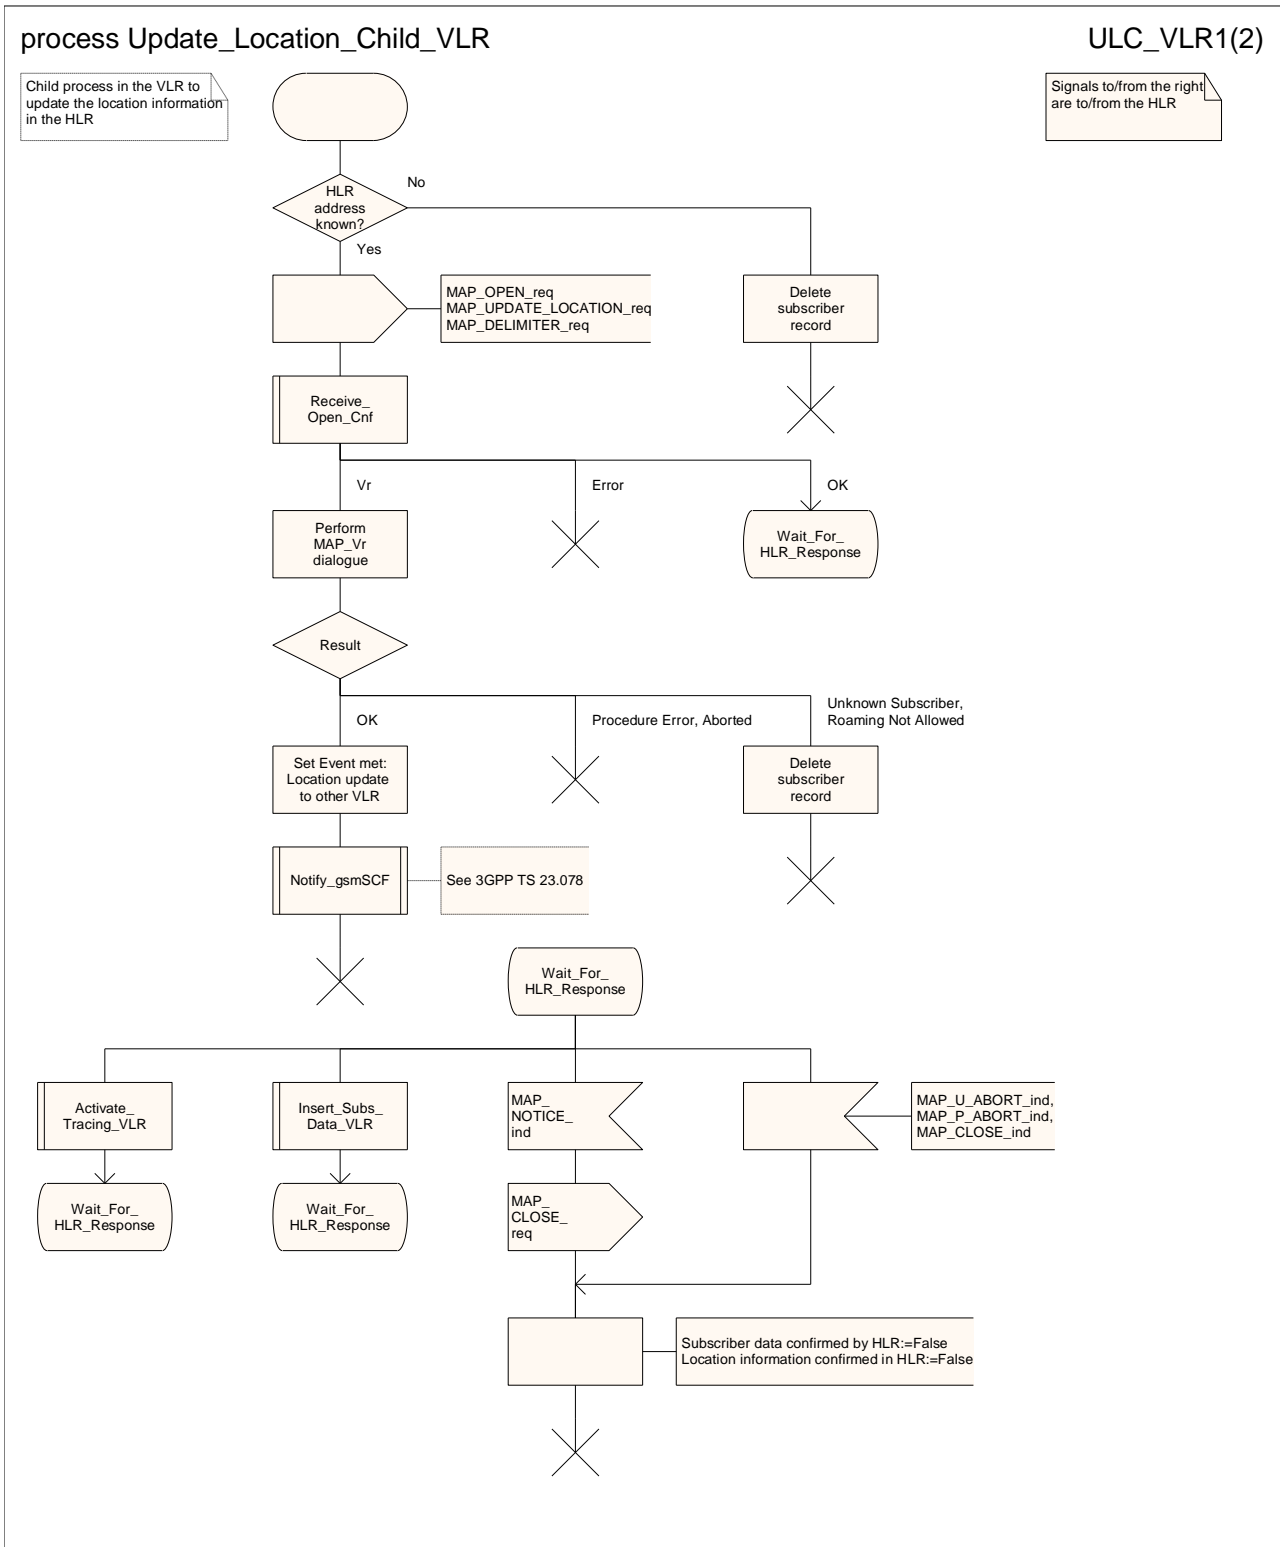 process Update_Location_Child_VLR
ULC_VLR1(2)
Child process in the VLR to
update the location information
in the HLR
Signals to/from the right
are to/from the HLR
HLR
address
known?
No
Yes
MAP_OPEN_req
MAP_UPDATE_LOCATION_req
MAP_DELIMITER_req
Delete
subscriber
record
Receive_
Open_Cnf
Vr
Error
OK
Perform
MAP_Vr
dialogue
Wait_For_
HLR_Response
Result
OK
Procedure Error, Aborted
Unknown Subscriber,
Roaming Not Allowed
Set Event met:
Location update
to other VLR
Delete
subscriber
record
Notify_gsmSCF
See 3GPP TS 23.078
Wait_For_
HLR_Response
Activate_
Tracing_VLR
Insert_Subs_
Data_VLR
MAP_
NOTICE_
ind
MAP_U_ABORT_ind,
MAP_P_ABORT_ind,
MAP_CLOSE_ind
Wait_For_
HLR_Response
Wait_For_
HLR_Response
MAP_
CLOSE_
req
Subscriber data confirmed by HLR:=False
Location information confirmed in HLR:=False